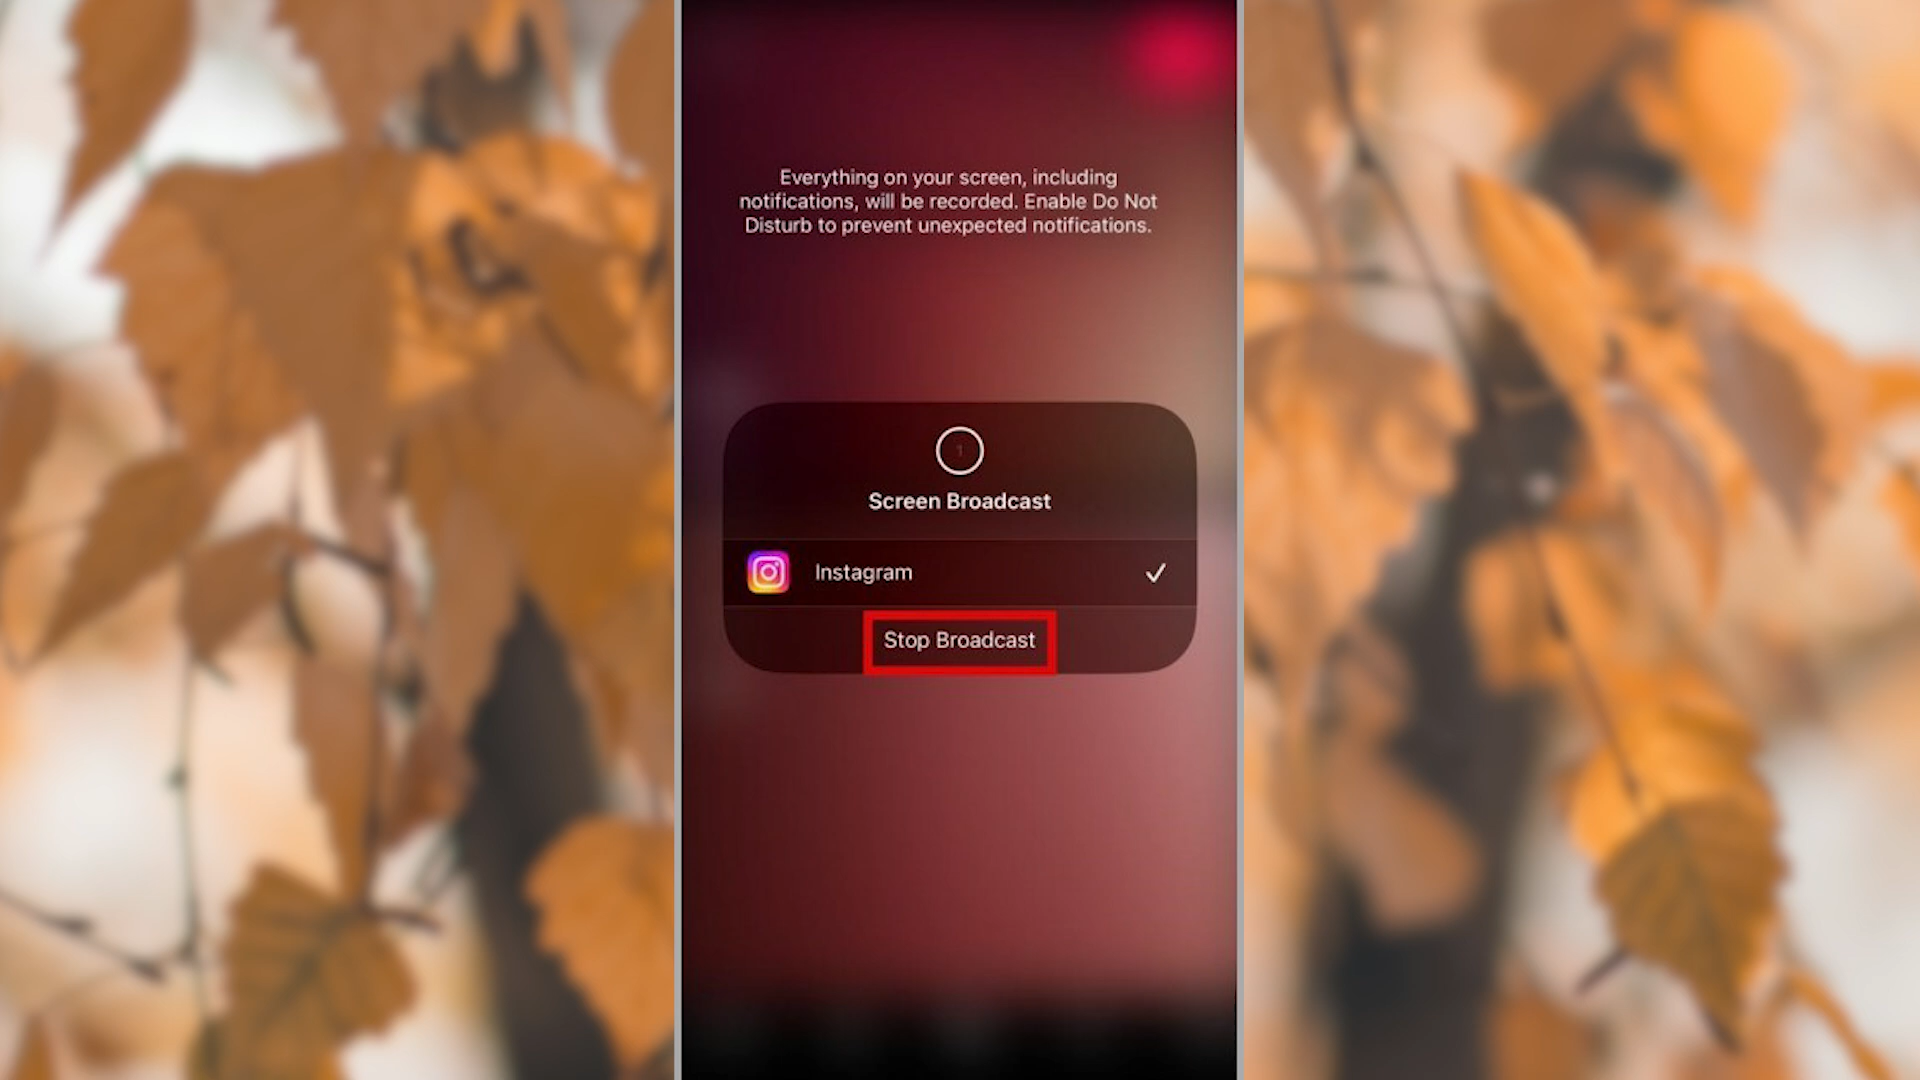 Everything on your screen, including
notifications, will be recorded. Enable Do Not
Disturb to prevent unexpected notifications.
1
Screen Broadcast
Instagram
Stop Broadcast